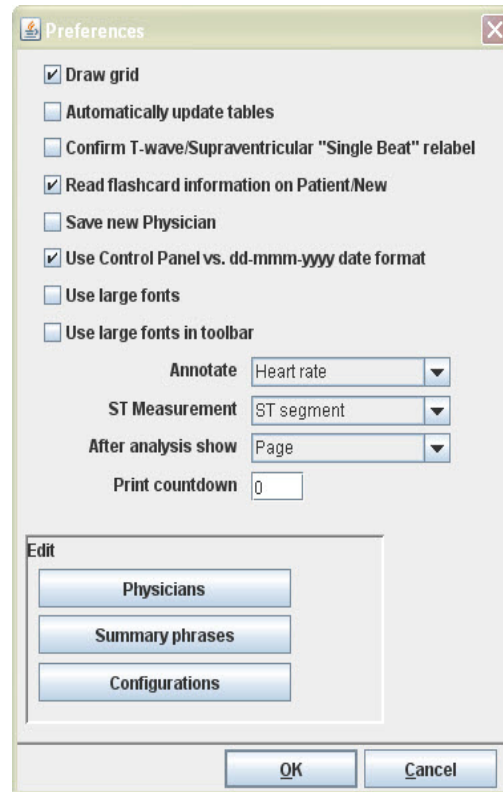 Preferences
Draw grid
Automatically update tables
Confirm T-wave/Supraventricular "Single Beat" relabel
Read flashcard information on Patient/New
Save new Physician
Use Control Panel vs. dd-mmm-yyyy date format
Use large fonts
Use large fonts in toolbar
Annotate Heart rate
ST Measurement ST segment
After analysis show Page
Print countdown 0
Edit
Physicians
Summary phrases
Configurations
OK Cancel